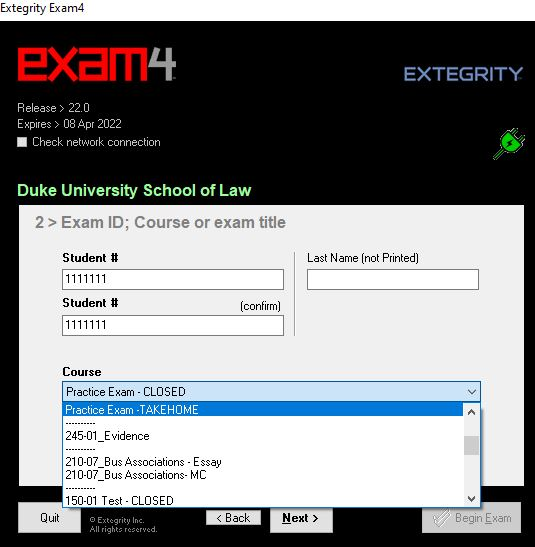 Extegrity Exam4
exam4
EXTEGRITY
Release > 22.0
Expires > 08 Apr 2022
Check network connection
Duke University School of Law
2 > Exam ID; Course or exam title
Student #
Last Name (not Printed)
1111111
Student #
(confirm)
1111111
Course
Practice Exam - CLOSED
Practice Exam -TAKEHOME
----------
245-01_Evidence
----------
210-07_Bus Associations - Essay
210-07_Bus Associations- MC
----------
150-01 Test - CLOSED
Quit
© Extegrity Inc.
All rights reserved.
< Back
Next >
Begin Exam